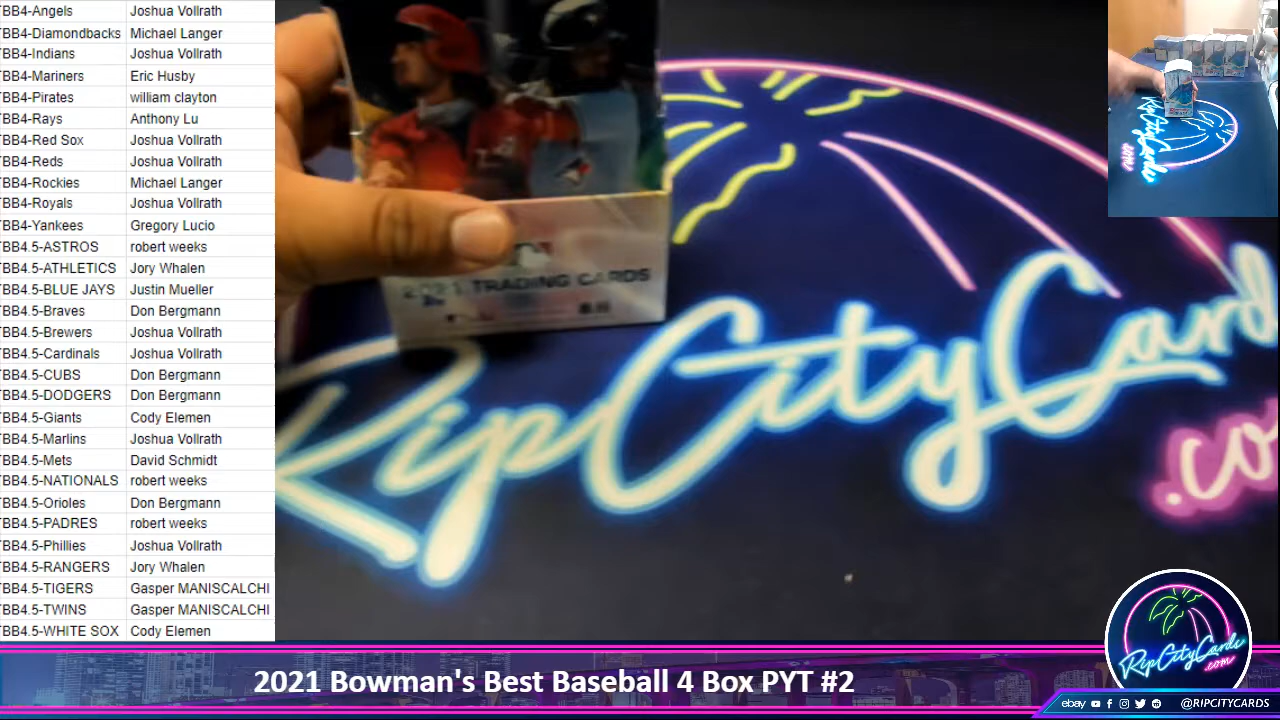 TBB4-Angels Joshua Vollrath
TBB4-Diamondbacks Michael Langer
TBB4-Indians Joshua Vollrath
TBB4-Mariners Eric Husby
TBB4-Pirates william clayton
TBB4-Rays Anthony Lu
TBB4-Red Sox Joshua Vollrath
TBB4-Reds Joshua Vollrath
TBB4-Rockies Michael Langer
TBB4-Royals Joshua Vollrath
TBB4-Yankees Gregory Lucio
TBB4.5-ASTROS robert weeks
TBB4.5-ATHLETICS Jory Whalen
TBB4.5-BLUE JAYS Justin Mueller
TBB4.5-Braves Don Bergmann
TBB4.5-Brewers Joshua Vollrath
TBB4.5-Cardinals Joshua Vollrath
TBB4.5-CUBS Don Bergmann
TBB4.5-DODGERS Don Bergmann
TBB4.5-Giants Cody Elemen
TBB4.5-Marlins Joshua Vollrath
TBB4.5-Mets David Schmidt
TBB4.5-NATIONALS robert weeks
TBB4.5-Orioles Don Bergmann
TBB4.5-PADRES robert weeks
TBB4.5-Phillies Joshua Vollrath
TBB4.5-RANGERS Jory Whalen
TBB4.5-TIGERS Gasper MANISCALCHI
TBB4.5-TWINS Gasper MANISCALCHI
TBB4.5-WHITE SOX Cody Elemen
2021 TRADING CARDS
RipCityCard
.co
RipCityCards
.com
RipCityCards
.com
2021 Bowman's Best Baseball 4 Box PYT #2
ebay @RIPCITYCARDS